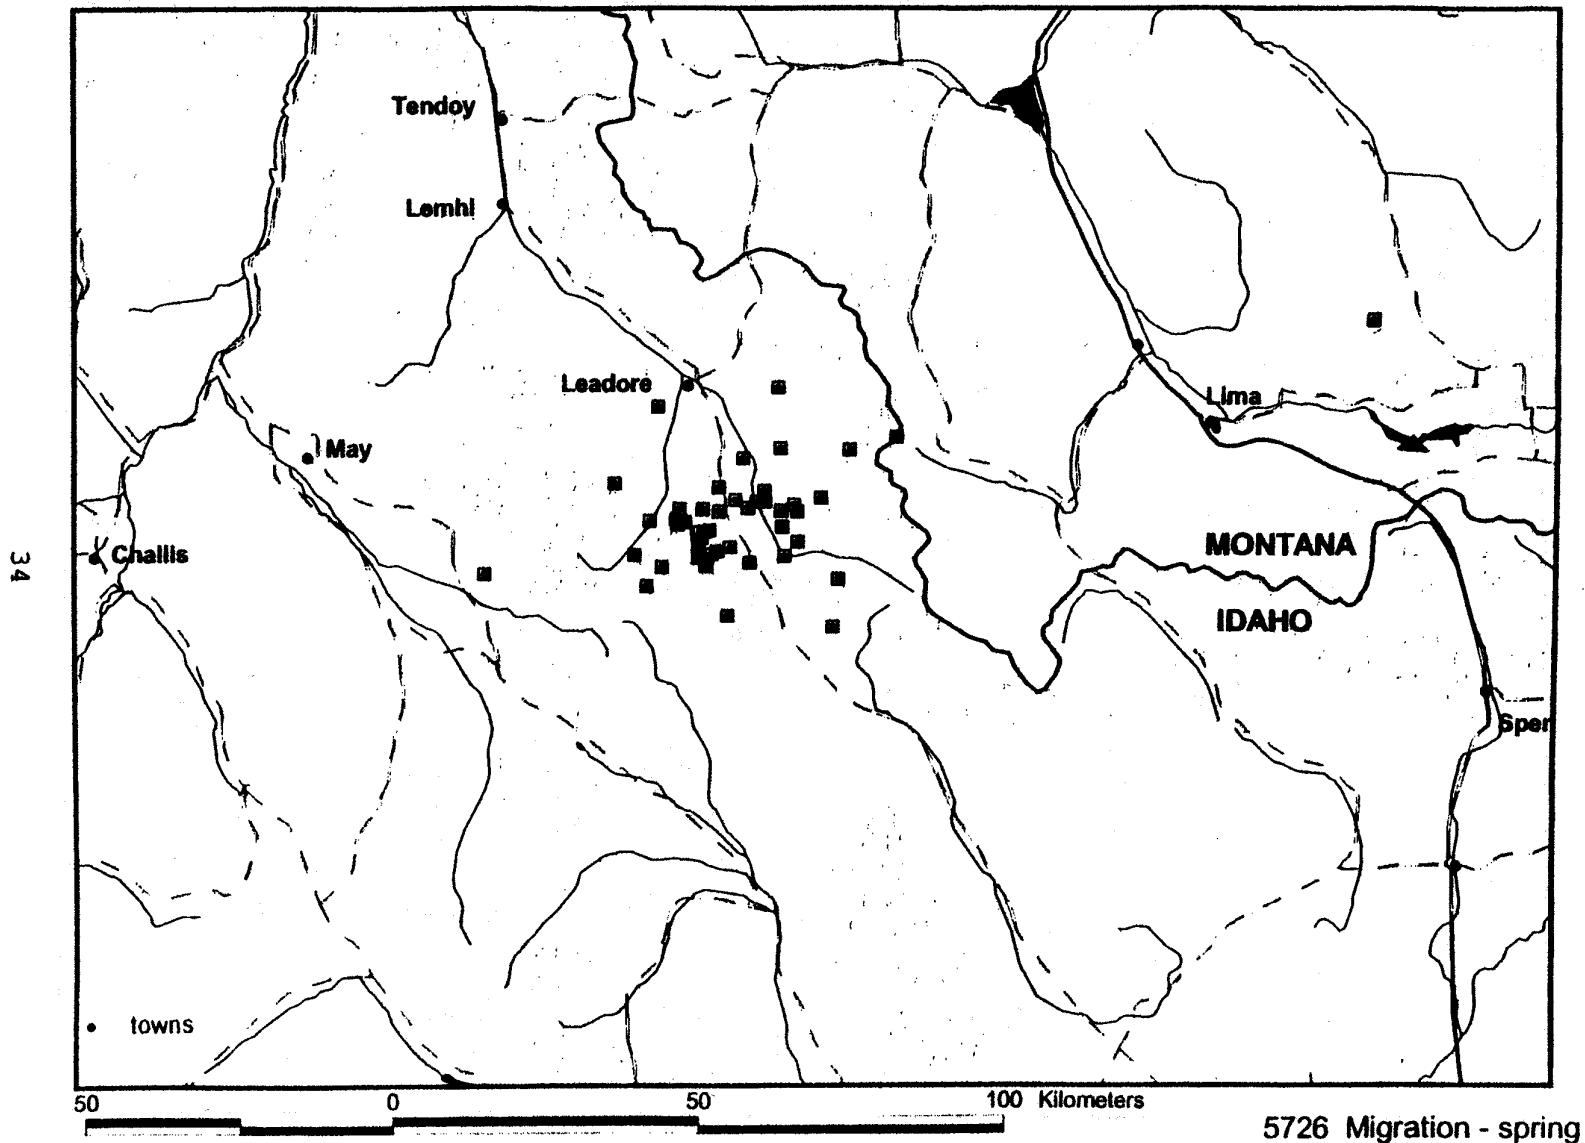 Tendoy
Lemhi
Leadore
Lima
May
Challis
MONTANA
IDAHO
Sper
34
towns
50 0 50 100 Kilometers
5726 Migration - spring